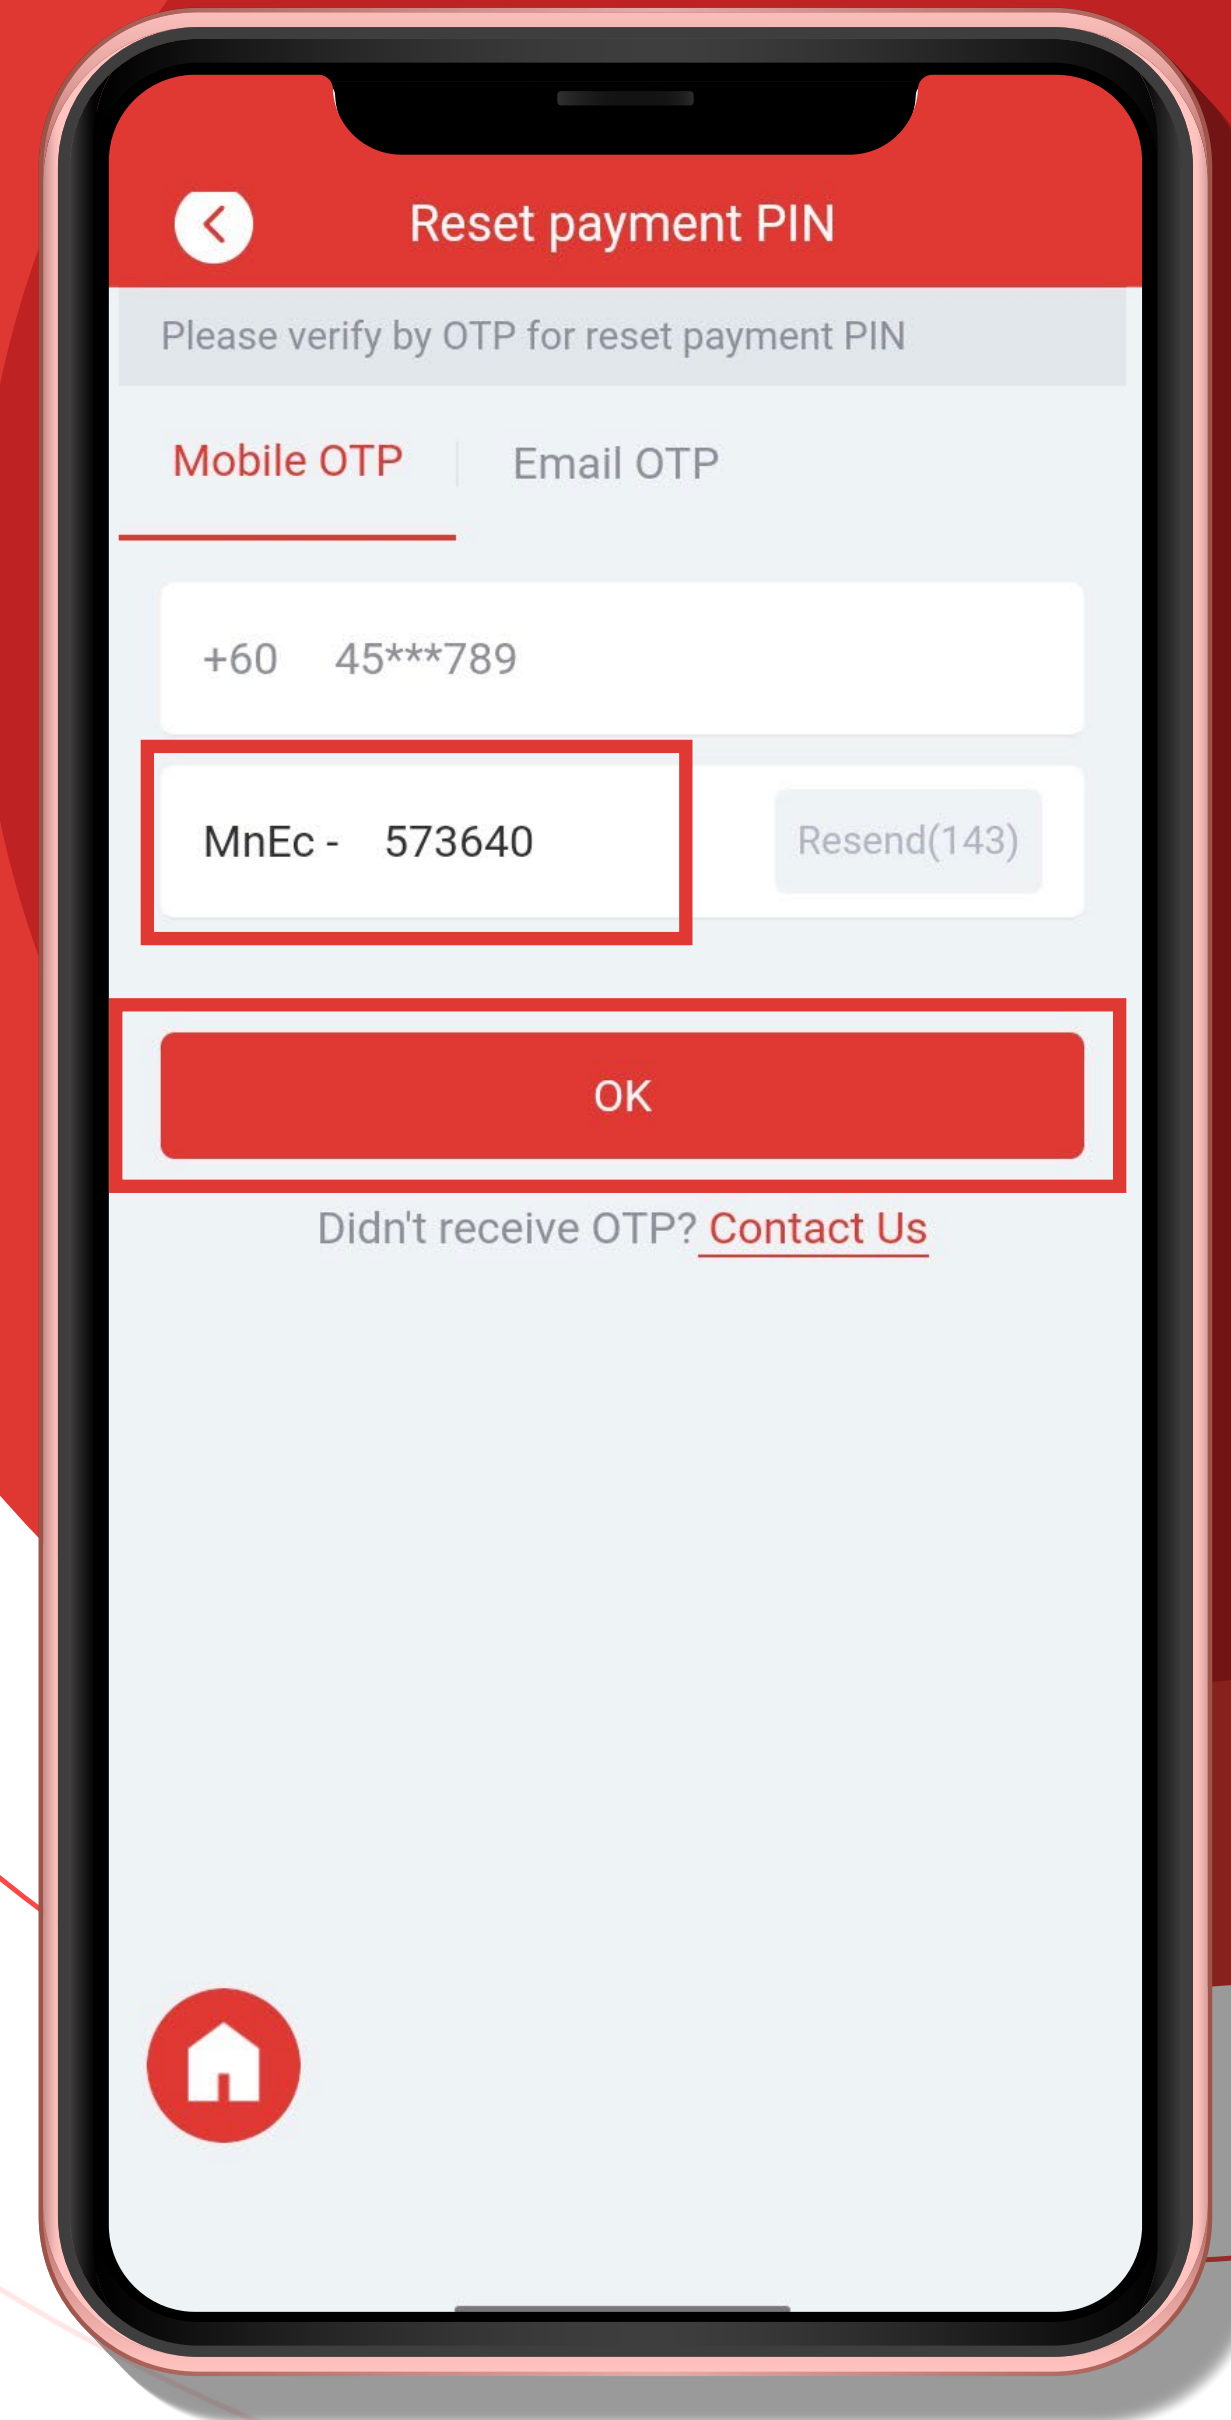 Reset payment PIN
Please verify by OTP for reset payment PIN
Mobile OTP
Email OTP
+60 45***789
MnEc - 573640
Resend(143)
OK
Didn't receive OTP? Contact Us